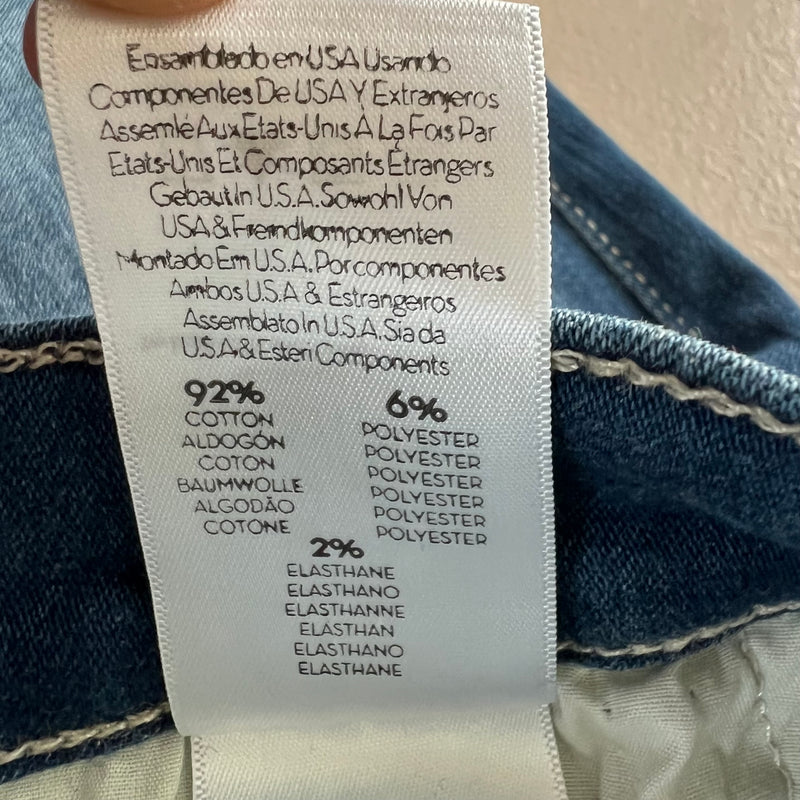 Ensamblado en USA Usando
Componentes De USA Y Extranjeros
Assemlé Aux Etats-Unis À La Fois Par
Etats-Unis Et Composants Étrangers
Gebaut In U.S.A. Sowohl Von
USA & Fremdkomponenten
Montado Em U.S.A. Por componentes
Ambos U.S.A & Estrangeiros
Assemblato In U.S.A. Sia da
U.S.A & Esteri Components
92%
COTTON
ALDOGÓN
COTON
BAUMWOLLE
ALGODÃO
COTONE
6%
POLYESTER
POLYESTER
POLYESTER
POLYESTER
POLYESTER
POLYESTER
2%
ELASTHANE
ELASTHANO
ELASTHANNE
ELASTHAN
ELASTHANO
ELASTHANE